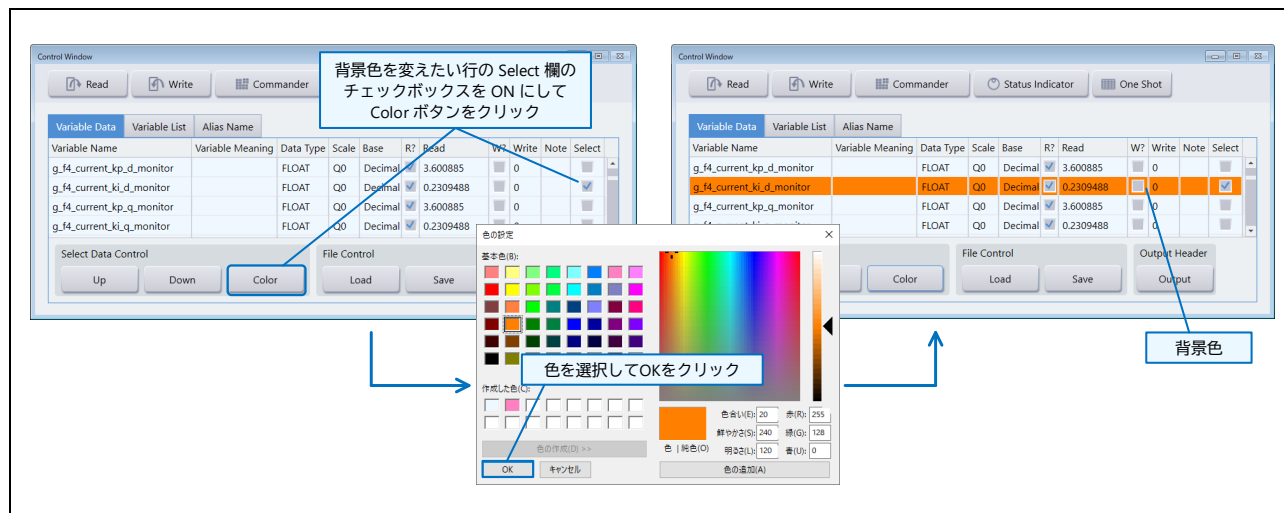 Control Window
Read Write Commander
背景色を変えたい行の Select 欄の
チェックボックスを ON にして
Color ボタンをクリック
Variable Data Variable List Alias Name
Variable Name Variable Meaning Data Type Scale Base R? Read W? Write Note Select
g_f4_current_kp_d_monitor FLOAT Q0 Decimal 3.600885 0
g_f4_current_ki_d_monitor FLOAT Q0 Decimal 0.2309488 0
g_f4_current_kp_q_monitor FLOAT Q0 Decimal 3.600885 0
g_f4_current_ki_q_monitor FLOAT Q0 Decimal 0.2309488 0
Select Data Control File Control
Up Down Color Load Save
色の設定
基本色(B):
色を選択してOKをクリック
作成した色(C):
色の作成(D) >>
OK キャンセル
色 | 純色(O)
色合い(E): 20 赤(R): 255
鮮やかさ(S): 240 緑(G): 128
明るさ(L): 120 青(U): 0
色の追加(A)
Control Window
Read Write Commander Status Indicator One Shot
Variable Data Variable List Alias Name
Variable Name Variable Meaning Data Type Scale Base R? Read W? Write Note Select
g_f4_current_kp_d_monitor FLOAT Q0 Decimal 3.600885 0
g_f4_current_ki_d_monitor FLOAT Q0 Decimal 0.2309488 0
g_f4_current_kp_q_monitor FLOAT Q0 Decimal 3.600885 0
FLOAT Q0 Decimal 0.2309488 0
File Control Output Header
Color Load Save Output
背景色